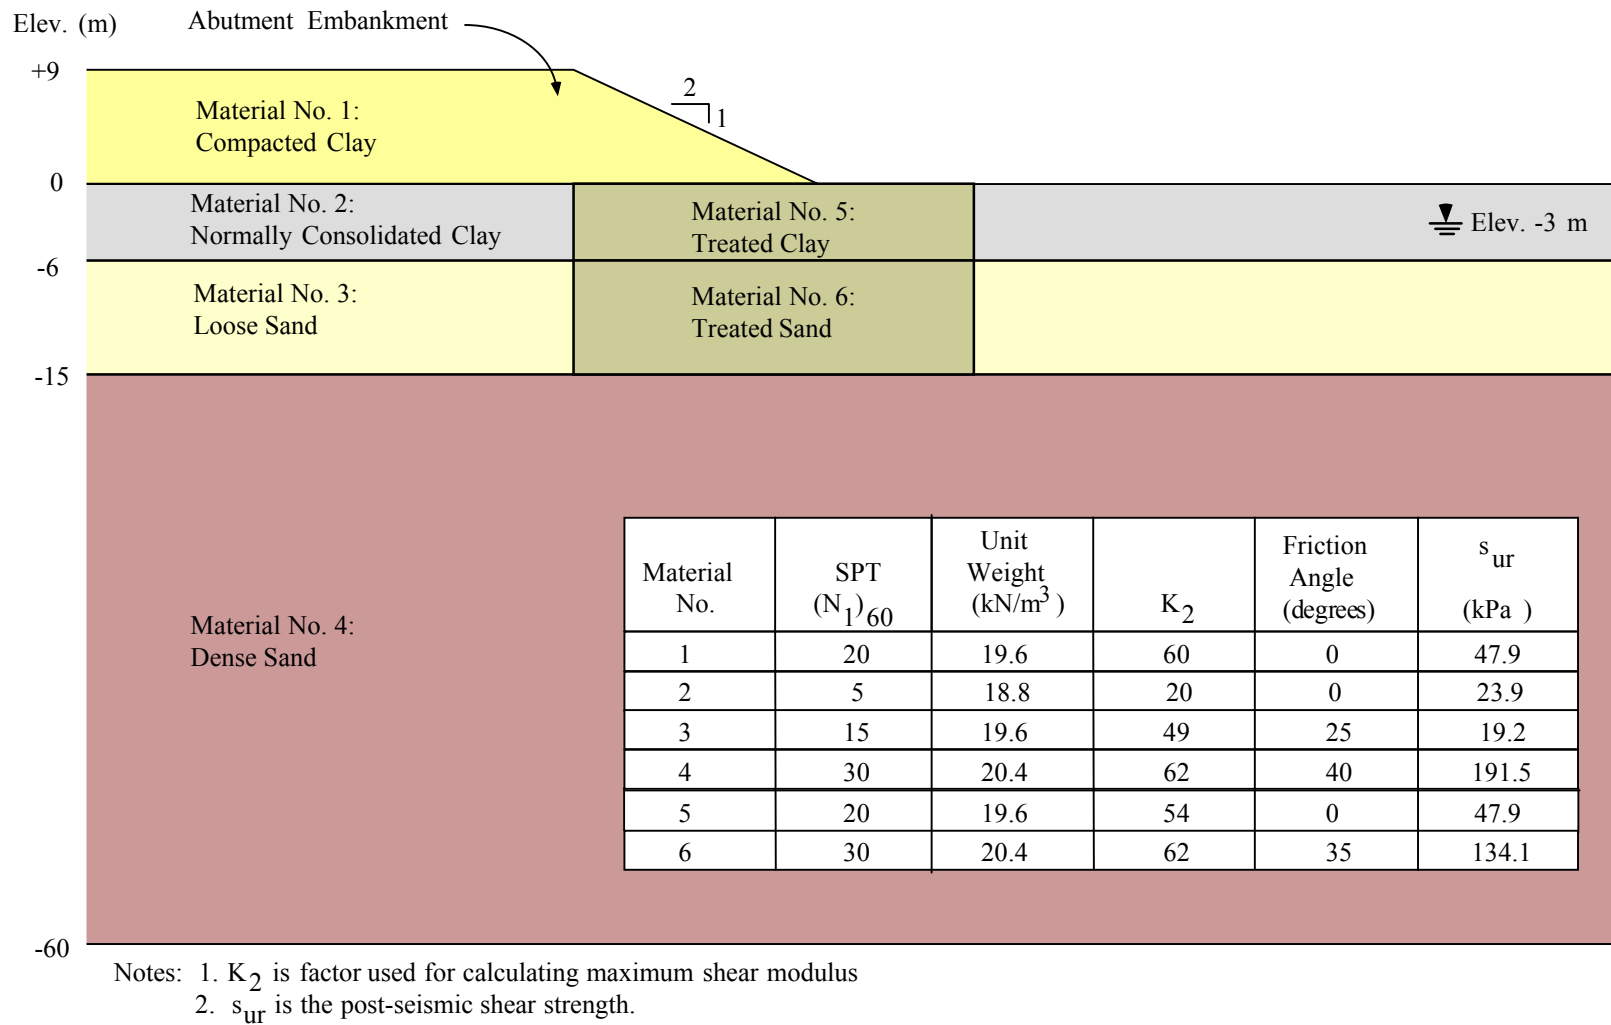 Elev. (m)
Abutment Embankment
+9
2
1
Material No. 1:
Compacted Clay
0
Material No. 2:
Normally Consolidated Clay
Material No. 5:
Treated Clay
Elev. -3 m
-6
Material No. 3:
Loose Sand
Material No. 6:
Treated Sand
-15
Material No. 4:
Dense Sand
Material No. SPT (N1)60 Unit Weight (kN/m3 ) K2 Friction Angle (degrees) sur (kPa )
1 20 19.6 60 0 47.9
2 5 18.8 20 0 23.9
3 15 19.6 49 25 19.2
4 30 20.4 62 40 191.5
5 20 19.6 54 0 47.9
6 30 20.4 62 35 134.1
-60
Notes: 1. K2 is factor used for calculating maximum shear modulus
2. sur is the post-seismic shear strength.